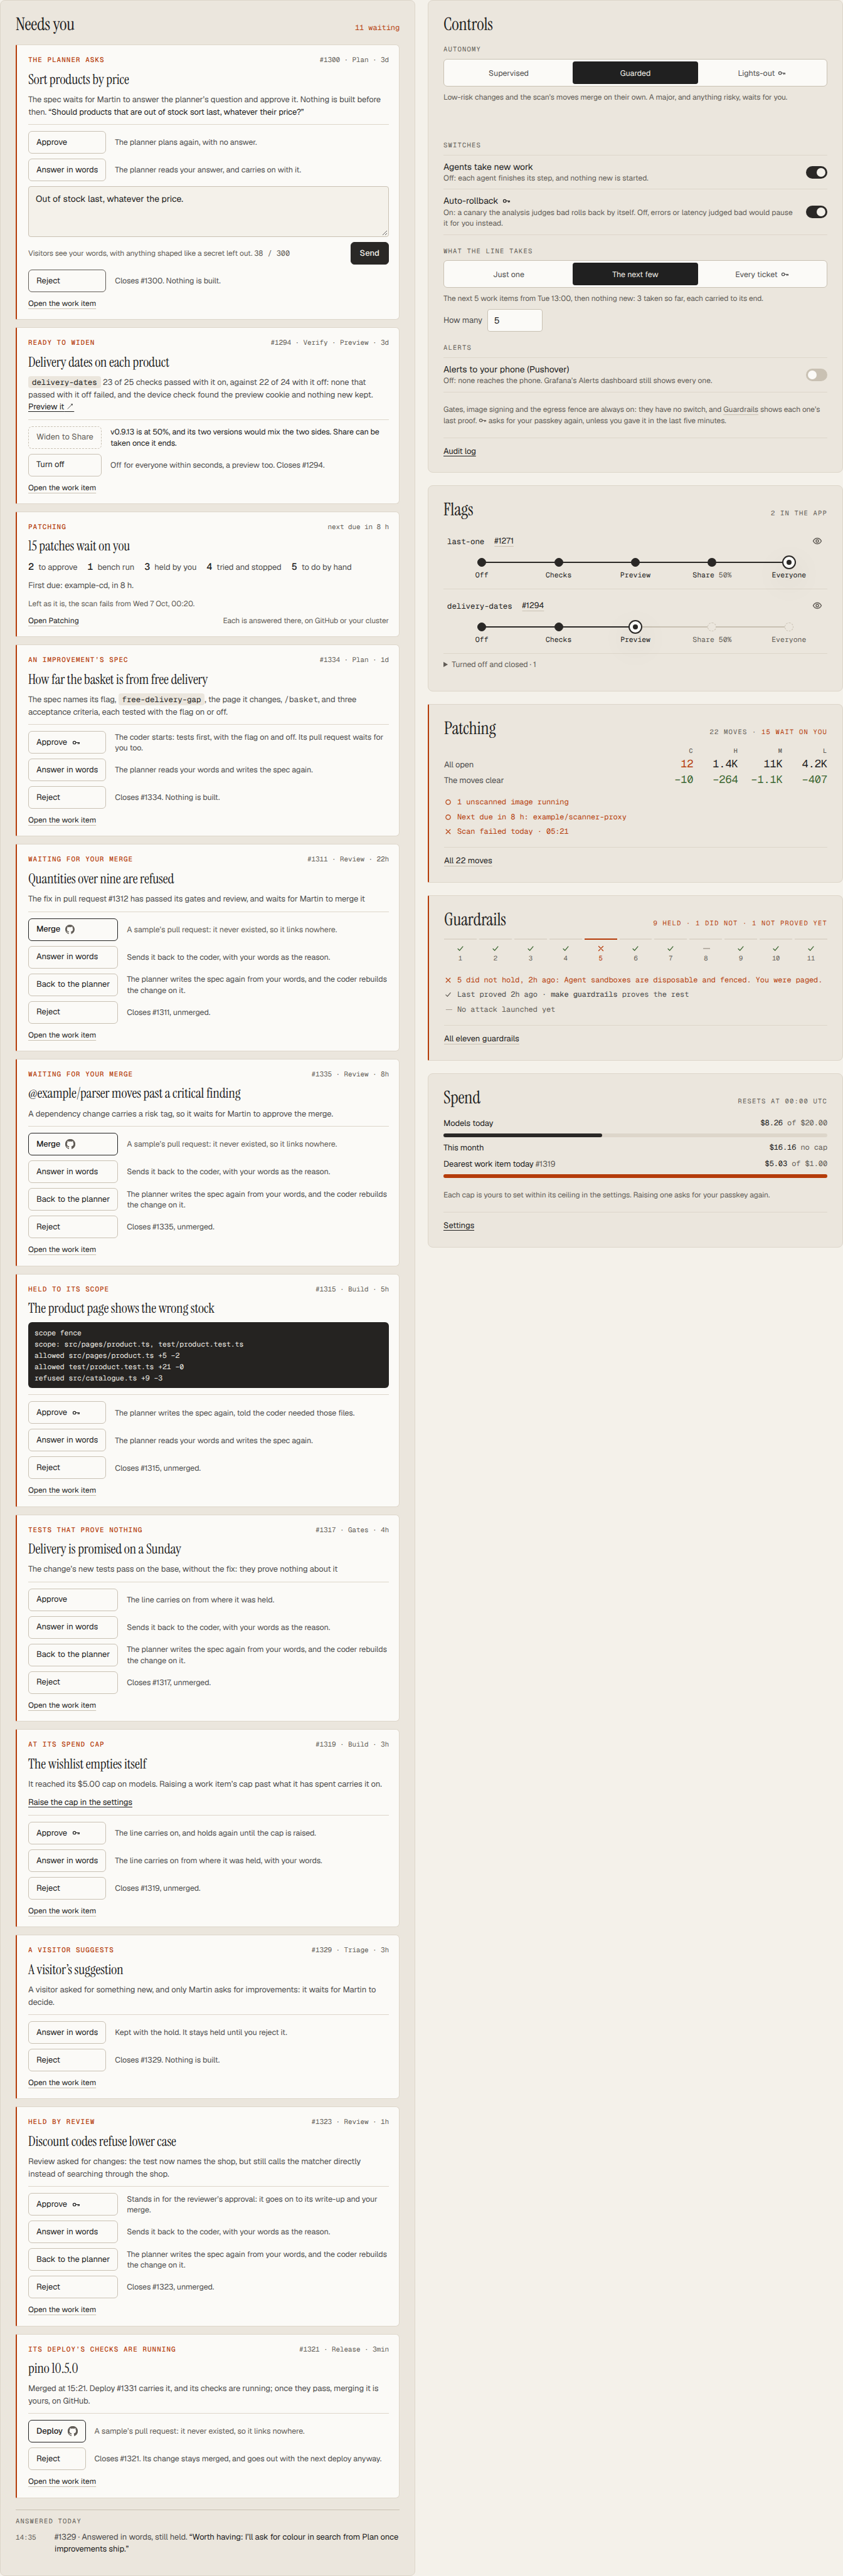 Needs you
11 waiting
THE PLANNER ASKS
#1300 · Plan · 3d
Sort products by price
The spec waits for Martin to answer the planner's question and approve it. Nothing is built before
then. “Should products that are out of stock sort last, whatever their price?”
Approve
The planner plans again, with no answer.
Answer in words
The planner reads your answer, and carries on with it.
Out of stock last, whatever the price.
Visitors see your words, with anything shaped like a secret left out. 38 / 300
Send
Reject
Closes #1300. Nothing is built.
Open the work item
READY TO WIDEN
#1294 · Verify · Preview · 3d
Delivery dates on each product
delivery-dates 23 of 25 checks passed with it on, against 22 of 24 with it off: none that
passed with it off failed, and the device check found the preview cookie and nothing new kept.
Preview it ↗
Widen to Share
v0.9.13 is at 50%, and its two versions would mix the two sides. Share can be
taken once it ends.
Turn off
Off for everyone within seconds, a preview too. Closes #1294.
Open the work item
PATCHING
next due in 8 h
15 patches wait on you
2 to approve 1 bench run 3 held by you 4 tried and stopped 5 to do by hand
First due: example-cd, in 8 h.
Left as it is, the scan fails from Wed 7 Oct, 00:20.
Open Patching
Each is answered there, on GitHub or your cluster
AN IMPROVEMENT'S SPEC
#1334 · Plan · 1d
How far the basket is from free delivery
The spec names its flag, free-delivery-gap, the page it changes, /basket, and three
acceptance criteria, each tested with the flag on or off.
Approve
The coder starts: tests first, with the flag on and off. Its pull request waits for
you too.
Answer in words
The planner reads your words and writes the spec again.
Reject
Closes #1334. Nothing is built.
Open the work item
WAITING FOR YOUR MERGE
#1311 · Review · 22h
Quantities over nine are refused
The fix in pull request #1312 has passed its gates and review, and waits for Martin to merge it
Merge
A sample's pull request: it never existed, so it links nowhere.
Answer in words
Sends it back to the coder, with your words as the reason.
Back to the planner
The planner writes the spec again from your words, and the coder rebuilds
the change on it.
Reject
Closes #1311, unmerged.
Open the work item
WAITING FOR YOUR MERGE
#1335 · Review · 8h
@example/parser moves past a critical finding
A dependency change carries a risk tag, so it waits for Martin to approve the merge.
Merge
A sample's pull request: it never existed, so it links nowhere.
Answer in words
Sends it back to the coder, with your words as the reason.
Back to the planner
The planner writes the spec again from your words, and the coder rebuilds
the change on it.
Reject
Closes #1335, unmerged.
Open the work item
HELD TO ITS SCOPE
#1315 · Build · 5h
The product page shows the wrong stock
scope fence
scope: src/pages/product.ts, test/product.test.ts
allowed src/pages/product.ts +5 −2
allowed test/product.test.ts +21 −0
refused src/catalogue.ts +9 −3
Approve
The planner writes the spec again, told the coder needed those files.
Answer in words
The planner reads your words and writes the spec again.
Reject
Closes #1315, unmerged.
Open the work item
TESTS THAT PROVE NOTHING
#1317 · Gates · 4h
Delivery is promised on a Sunday
The change's new tests pass on the base, without the fix: they prove nothing about it
Approve
The line carries on from where it was held.
Answer in words
Sends it back to the coder, with your words as the reason.
Back to the planner
The planner writes the spec again from your words, and the coder rebuilds
the change on it.
Reject
Closes #1317, unmerged.
Open the work item
AT ITS SPEND CAP
#1319 · Build · 3h
The wishlist empties itself
It reached its $5.00 cap on models. Raising a work item's cap past what it has spent carries it on.
Raise the cap in the settings
Approve
The line carries on, and holds again until the cap is raised.
Answer in words
The line carries on from where it was held, with your words.
Reject
Closes #1319, unmerged.
Open the work item
A VISITOR SUGGESTS
#1329 · Triage · 3h
A visitor's suggestion
A visitor asked for something new, and only Martin asks for improvements: it waits for Martin to
decide.
Answer in words
Kept with the hold. It stays held until you reject it.
Reject
Closes #1329. Nothing is built.
Open the work item
HELD BY REVIEW
#1323 · Review · 1h
Discount codes refuse lower case
Review asked for changes: the test now names the shop, but still calls the matcher directly
instead of searching through the shop.
Approve
Stands in for the reviewer's approval: it goes on to its write-up and your
merge.
Answer in words
Sends it back to the coder, with your words as the reason.
Back to the planner
The planner writes the spec again from your words, and the coder rebuilds
the change on it.
Reject
Closes #1323, unmerged.
Open the work item
ITS DEPLOY'S CHECKS ARE RUNNING
#1321 · Release · 3min
pino 10.5.0
Merged at 15:21. Deploy #1331 carries it, and its checks are running; once they pass, merging it is
yours, on GitHub.
Deploy
A sample's pull request: it never existed, so it links nowhere.
Reject
Closes #1321. Its change stays merged, and goes out with the next deploy anyway.
Open the work item
ANSWERED TODAY
14:35
#1329 · Answered in words, still held. “Worth having: I'll ask for colour in search from Plan once
improvements ship.”
Controls
AUTONOMY
Supervised
Guarded
Lights-out
Low-risk changes and the scan's moves merge on their own. A major, and anything risky, waits for you.
SWITCHES
Agents take new work
Off: each agent finishes its step, and nothing new is started.
Auto-rollback
On: a canary the analysis judges bad rolls back by itself. Off, errors or latency judged bad would pause
it for you instead.
WHAT THE LINE TAKES
Just one
The next few
Every ticket
The next 5 work items from Tue 13:00, then nothing new: 3 taken so far, each carried to its end.
How many 5
ALERTS
Alerts to your phone (Pushover)
Off: none reaches the phone. Grafana's Alerts dashboard still shows every one.
Gates, image signing and the egress fence are always on: they have no switch, and Guardrails shows each one's
last proof. asks for your passkey again, unless you gave it in the last five minutes.
Audit log
Flags
2 IN THE APP
last-one #1271
Off Checks Preview Share 50% Everyone
delivery-dates #1294
Off Checks Preview Share 50% Everyone
Turned off and closed · 1
Patching
22 MOVES · 15 WAIT ON YOU
C H M L
All open 12 1.4K 11K 4.2K
The moves clear −10 −264 −1.1K −407
1 unscanned image running
Next due in 8 h: example/scanner-proxy
Scan failed today · 05:21
All 22 moves
Guardrails
9 HELD · 1 DID NOT · 1 NOT PROVED YET
1 2 3 4 5 6 7 8 9 10 11
5 did not hold, 2h ago: Agent sandboxes are disposable and fenced. You were paged.
Last proved 2h ago · make guardrails proves the rest
No attack launched yet
All eleven guardrails
Spend
RESETS AT 00:00 UTC
Models today
$8.26 of $20.00
This month
$16.16 no cap
Dearest work item today #1319
$5.03 of $1.00
Each cap is yours to set within its ceiling in the settings. Raising one asks for your passkey again.
Settings